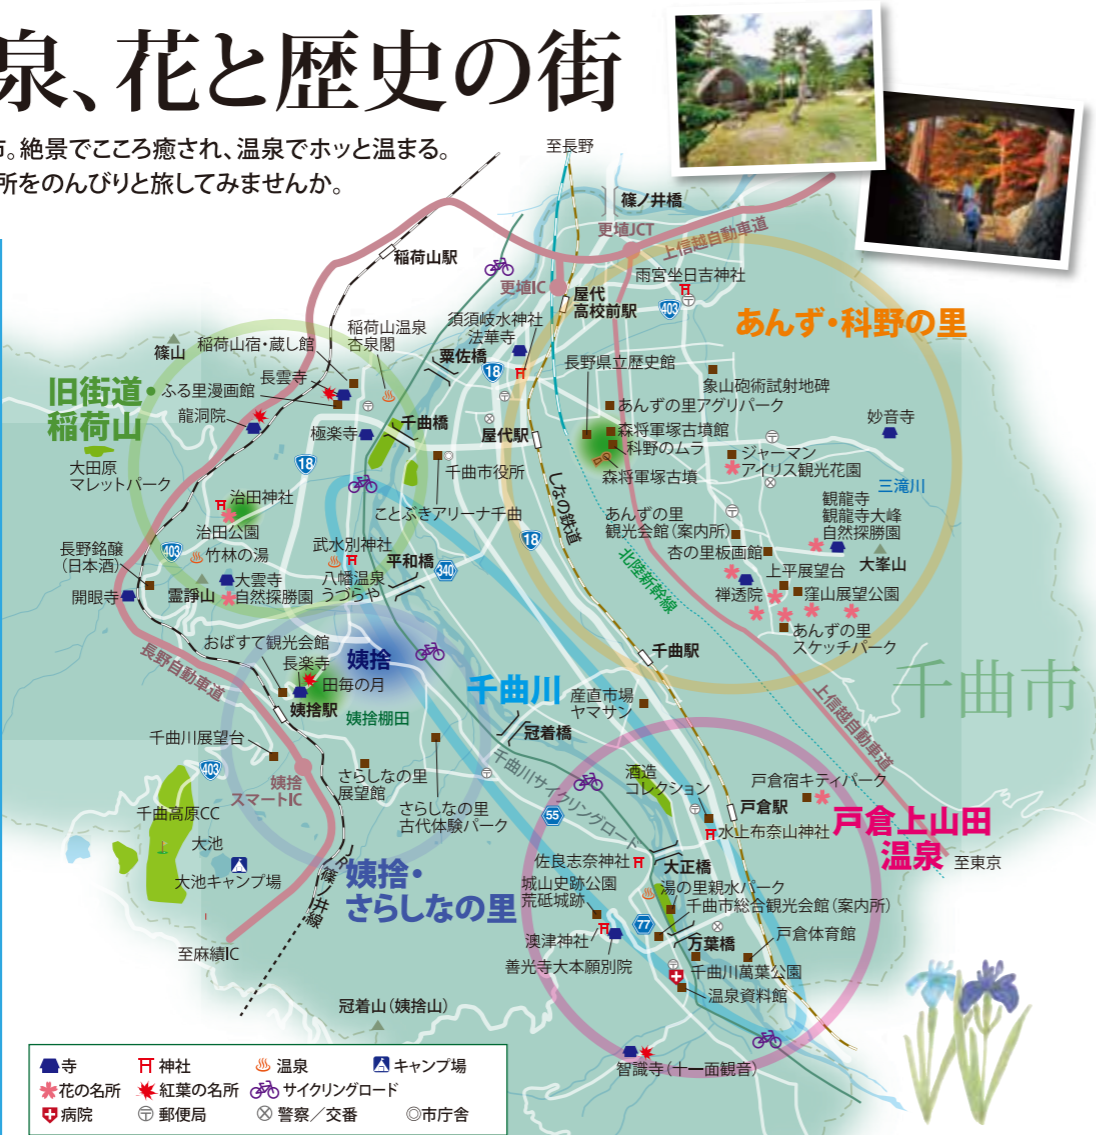 泉、花と歴史の街
市。絶景でこころ癒され、温泉でホッと温まる。
所をのんびりと旅してみませんか。
至長野
篠ノ井橋
更埴JCT
上信越自動車道
稲荷山駅
更埴IC
屋代
高校前駅
雨宮坐日吉神社
403
あんず・科野の里
篠山
稲荷山宿・蔵し館
稲荷山温泉
杏泉閣
須須岐水神社
法華寺
粟佐橋
18
長野県立歴史館
象山砲術試射地碑
旧街道・
稲荷山
長雲寺
ふる里漫画館
龍洞院
極楽寺
千曲橋
屋代駅
あんずの里アグリパーク
森将軍塚古墳館
科野のムラ
森将軍塚古墳
妙音寺
ジャーマン
アイリス観光花園
三滝川
大田原
マレットパーク
18
千曲市役所
しなの鉄道
治田神社
治田公園
ことぶきアリーナ千曲
あんずの里
観光会館(案内所)
観龍寺
観龍寺大峰
自然探勝園
長野銘醸
(日本酒)
403
竹林の湯
武水別神社
平和橋
18
杏の里板画館
大峯山
開眼寺
霊諍山
大雲寺
自然探勝園
八幡温泉
うづらや
340
北陸新幹線
上平展望台
禅透院
窪山展望公園
おばすて観光会館
長楽寺
姨捨
あんずの里
スケッチパーク
長野自動車道
田毎の月
千曲駅
千曲市
姨捨駅
姨捨棚田
千曲川
産直市場
ヤマサン
上信越自動車道
千曲川展望台
冠着橋
403
姨捨
スマートIC
さらしなの里
展望館
千曲川サイクリングロード
酒造
コレクション
戸倉宿キティパーク
千曲高原CC
さらしなの里
古代体験パーク
55
戸倉駅
戸倉上山田
温泉
水上布奈山神社
大池
大池キャンプ場
JR篠ノ井線
姨捨・
さらしなの里
佐良志奈神社
大正橋
至東京
城山史跡公園
荒砥城跡
湯の里親水パーク
千曲市総合観光会館(案内所)
77
至麻績IC
澳津神社
万葉橋
戸倉体育館
善光寺大本願別院
千曲川萬葉公園
温泉資料館
冠着山(姨捨山)
智識寺(十一面観音)
寺
神社
温泉
キャンプ場
花の名所
紅葉の名所
サイクリングロード
病院
郵便局
警察/交番
市庁舎